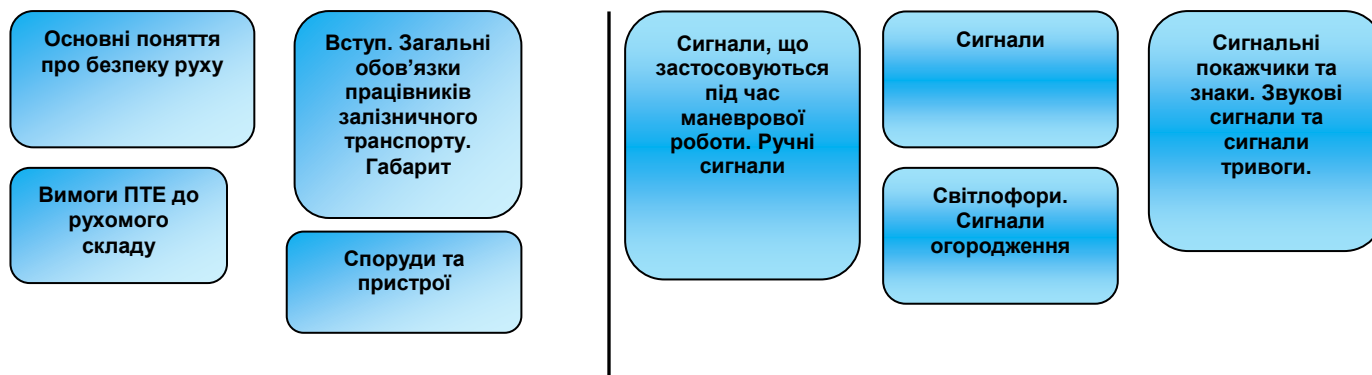 Основні поняття
про безпеку руху
Вимоги ПТЕ до
рухомого
складу
Вступ. Загальні
обов’язки
працівників
залізничного
транспорту.
Габарит
Споруди та
пристрої
Сигнали, що
застосовуються
під час
маневрової
роботи. Ручні
сигнали
Сигнали
Світлофори.
Сигнали
огородження
Сигнальні
покажчики та
знаки. Звукові
сигнали та
сигнали
тривоги.